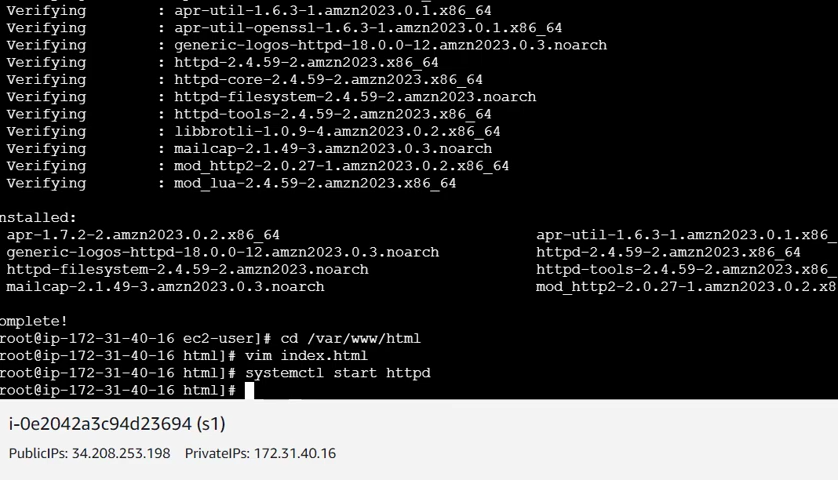 Verifying : apr-util-1.6.3-1.amzn2023.0.1.x86_64
Verifying : apr-util-openssl-1.6.3-1.amzn2023.0.1.x86_64
Verifying : generic-logos-httpd-18.0.0-12.amzn2023.0.3.noarch
Verifying : httpd-2.4.59-2.amzn2023.x86_64
Verifying : httpd-core-2.4.59-2.amzn2023.x86_64
Verifying : httpd-filesystem-2.4.59-2.amzn2023.noarch
Verifying : httpd-tools-2.4.59-2.amzn2023.x86_64
Verifying : libbrotli-1.0.9-4.amzn2023.0.2.x86_64
Verifying : mailcap-2.1.49-3.amzn2023.0.3.noarch
Verifying : mod_http2-2.0.27-1.amzn2023.0.2.x86_64
Verifying : mod_lua-2.4.59-2.amzn2023.x86_64
nstalled:
apr-1.7.2-2.amzn2023.0.2.x86_64 apr-util-1.6.3-1.amzn2023.0.1.x86_
generic-logos-httpd-18.0.0-12.amzn2023.0.3.noarch httpd-2.4.59-2.amzn2023.x86_64
httpd-filesystem-2.4.59-2.amzn2023.noarch httpd-tools-2.4.59-2.amzn2023.x86_
mailcap-2.1.49-3.amzn2023.0.3.noarch mod_http2-2.0.27-1.amzn2023.0.2.x8
omplete!
root@ip-172-31-40-16 ec2-user]# cd /var/www/html
root@ip-172-31-40-16 html]# vim index.html
root@ip-172-31-40-16 html]# systemctl start httpd
root@ip-172-31-40-16 html]#
i-0e2042a3c94d23694 (s1)
PublicIPs: 34.208.253.198 PrivateIPs: 172.31.40.16